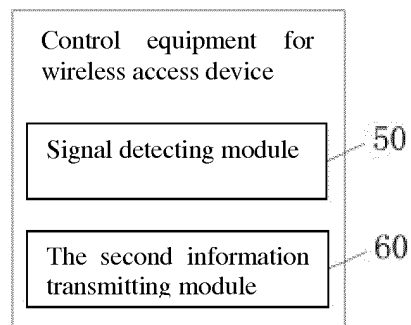 Control equipment for
wireless access device
Signal detecting module
50
The second information
transmitting module
60